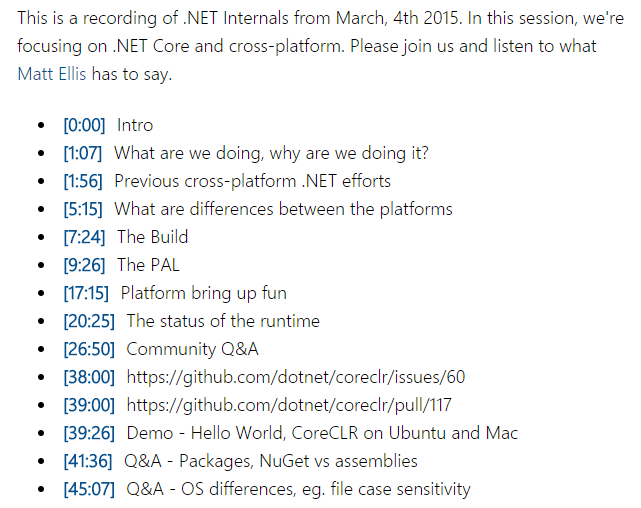 This is a recording of .NET Internals from March, 4th 2015. In this session, we're
focusing on .NET Core and cross-platform. Please join us and listen to what
Matt Ellis has to say.
• [0:00] Intro
• [1:07] What are we doing, why are we doing it?
• [1:56] Previous cross-platform .NET efforts
• [5:15] What are differences between the platforms
• [7:24] The Build
• [9:26] The PAL
• [17:15] Platform bring up fun
• [20:25] The status of the runtime
• [26:50] Community Q&A
• [38:00] https://github.com/dotnet/coreclr/issues/60
• [39:00] https://github.com/dotnet/coreclr/pull/117
• [39:26] Demo - Hello World, CoreCLR on Ubuntu and Mac
• [41:36] Q&A - Packages, NuGet vs assemblies
• [45:07] Q&A - OS differences, eg. file case sensitivity